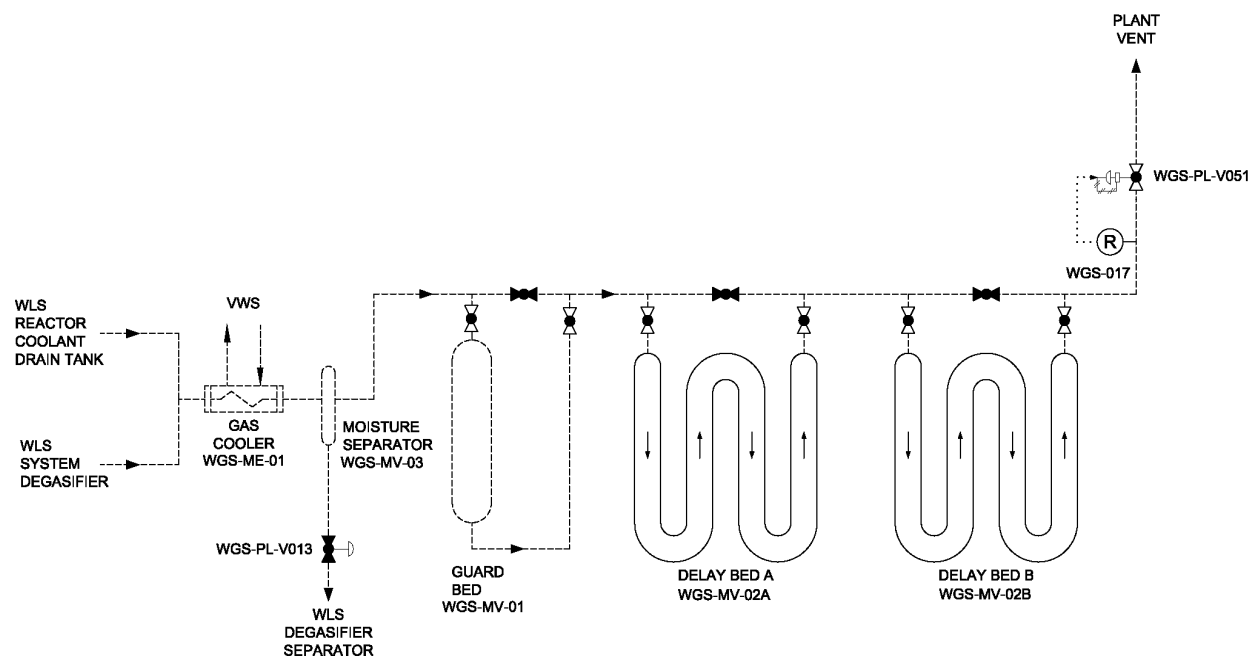 PLANT
VENT
WGS-PL-V051
R
WGS-017
WLS
REACTOR
COOLANT
DRAIN TANK
VWS
GAS
COOLER
WGS-ME-01
MOISTURE
SEPARATOR
WGS-MV-03
WLS
SYSTEM
DEGASIFIER
WGS-PL-V013
WLS
DEGASIFIER
SEPARATOR
GUARD
BED
WGS-MV-01
DELAY BED A
WGS-MV-02A
DELAY BED B
WGS-MV-02B